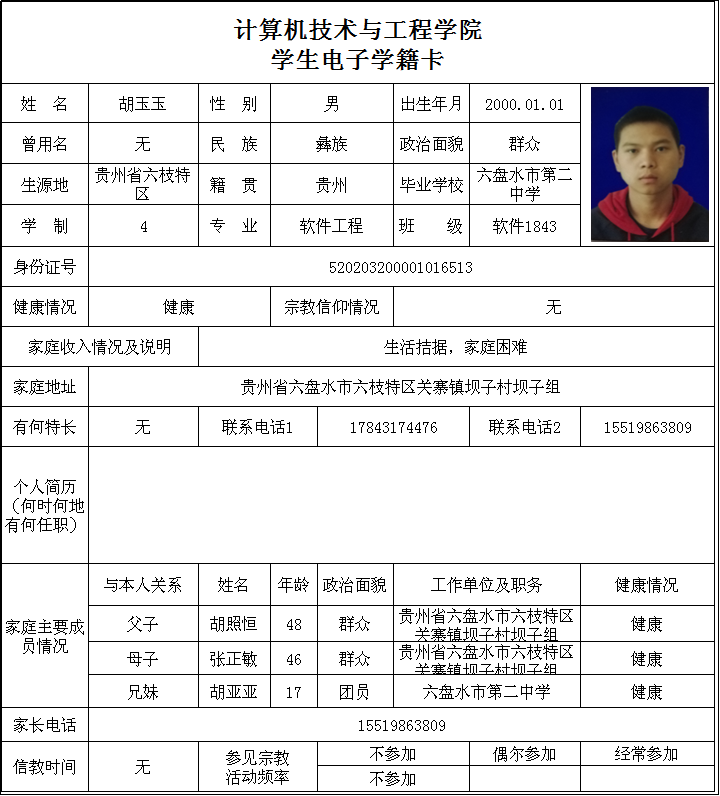 计算机技术与工程学院
学生电子学籍卡
姓 名 胡玉玉 性 别 男 出生年月 2000.01.01
曾用名 无 民 族 彝族 政治面貌 群众
生源地 贵州省六枝特区 籍 贯 贵州 毕业学校 六盘水市第二中学
学 制 4 专 业 软件工程 班 级 软件1843
身份证号 520203200001016513
健康情况 健康 宗教信仰情况 无
家庭收入情况及说明 生活拮据，家庭困难
家庭地址 贵州省六盘水市六枝特区关寨镇坝子村坝子组
有何特长 无 联系电话1 17843174476 联系电话2 15519863809
个人简历
（何时何地
有何任职）
家庭主要成员情况
与本人关系 姓名 年龄 政治面貌 工作单位及职务 健康情况
父子 胡照恒 48 群众 贵州省六盘水市六枝特区关寨镇坝子村坝子组 健康
母子 张正敏 46 群众 贵州省六盘水市六枝特区关寨镇坝子村坝子组 健康
兄妹 胡亚亚 17 团员 六盘水市第二中学 健康
家长电话 15519863809
信教时间 无 参见宗教活动频率 不参加 偶尔参加 经常参加
不参加